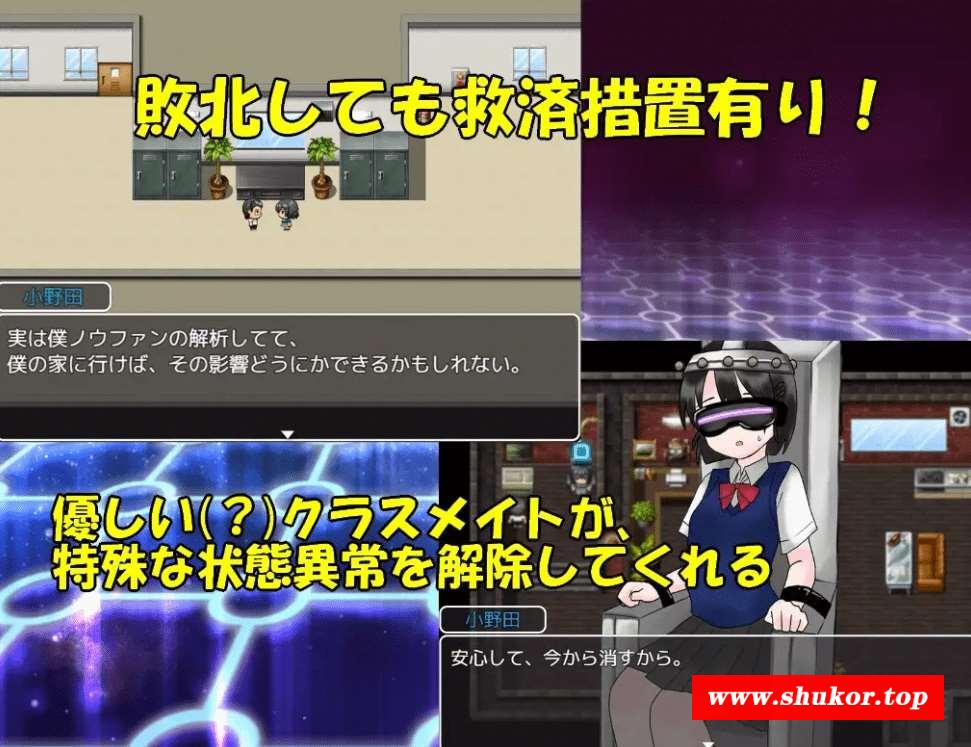 敗北しても救済措置有り！
小野田
実は僕ノウファンの解析してて、
僕の家に行けば、その影響どうにかできるかもしれない。
優しい(？)クラスメイトが、
特殊な状態異常を解除してくれる
小野田
安心して、今から消すから。
www.shukor.top